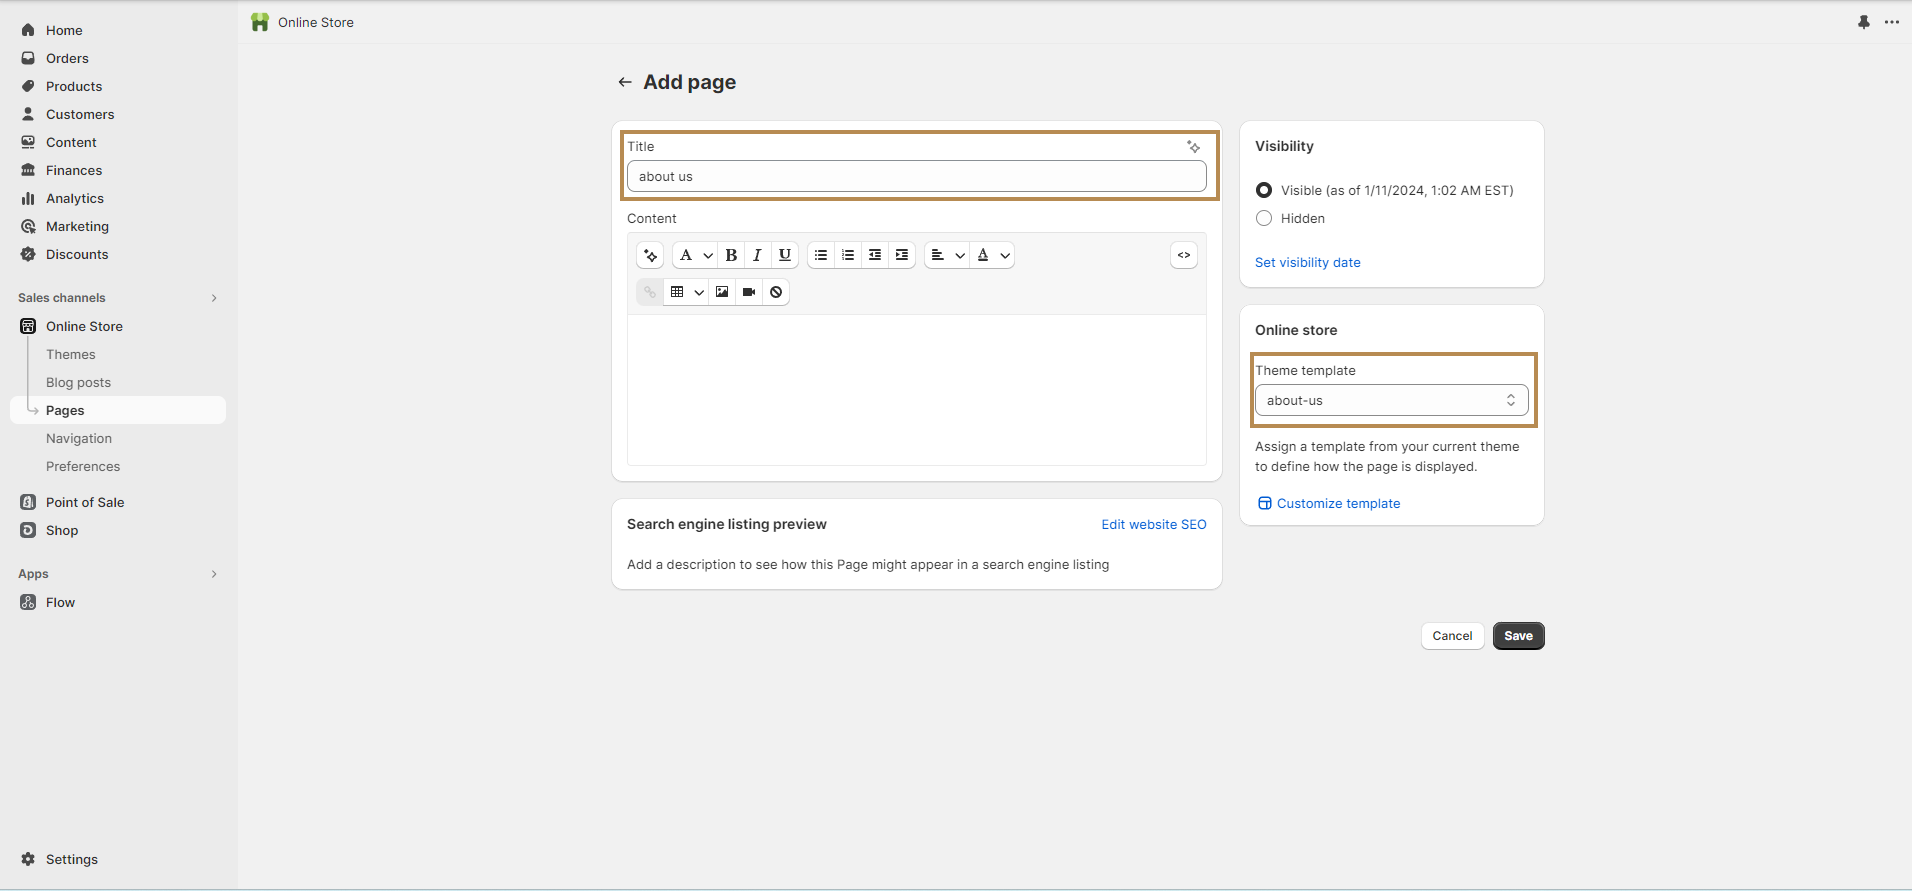 Home
Orders
Products
Customers
Content
Finances
Analytics
Marketing
Discounts
Sales channels
Online Store
Themes
Blog posts
Pages
Navigation
Preferences
Point of Sale
Shop
Apps
Flow
Settings
Online Store
Add page
Title
about us
Content
A B I U A <>
Search engine listing preview
Edit website SEO
Add a description to see how this Page might appear in a search engine listing
Visibility
Visible (as of 1/11/2024, 1:02 AM EST)
Hidden
Set visibility date
Online store
Theme template
about-us
Assign a template from your current theme
to define how the page is displayed.
Customize template
Cancel
Save